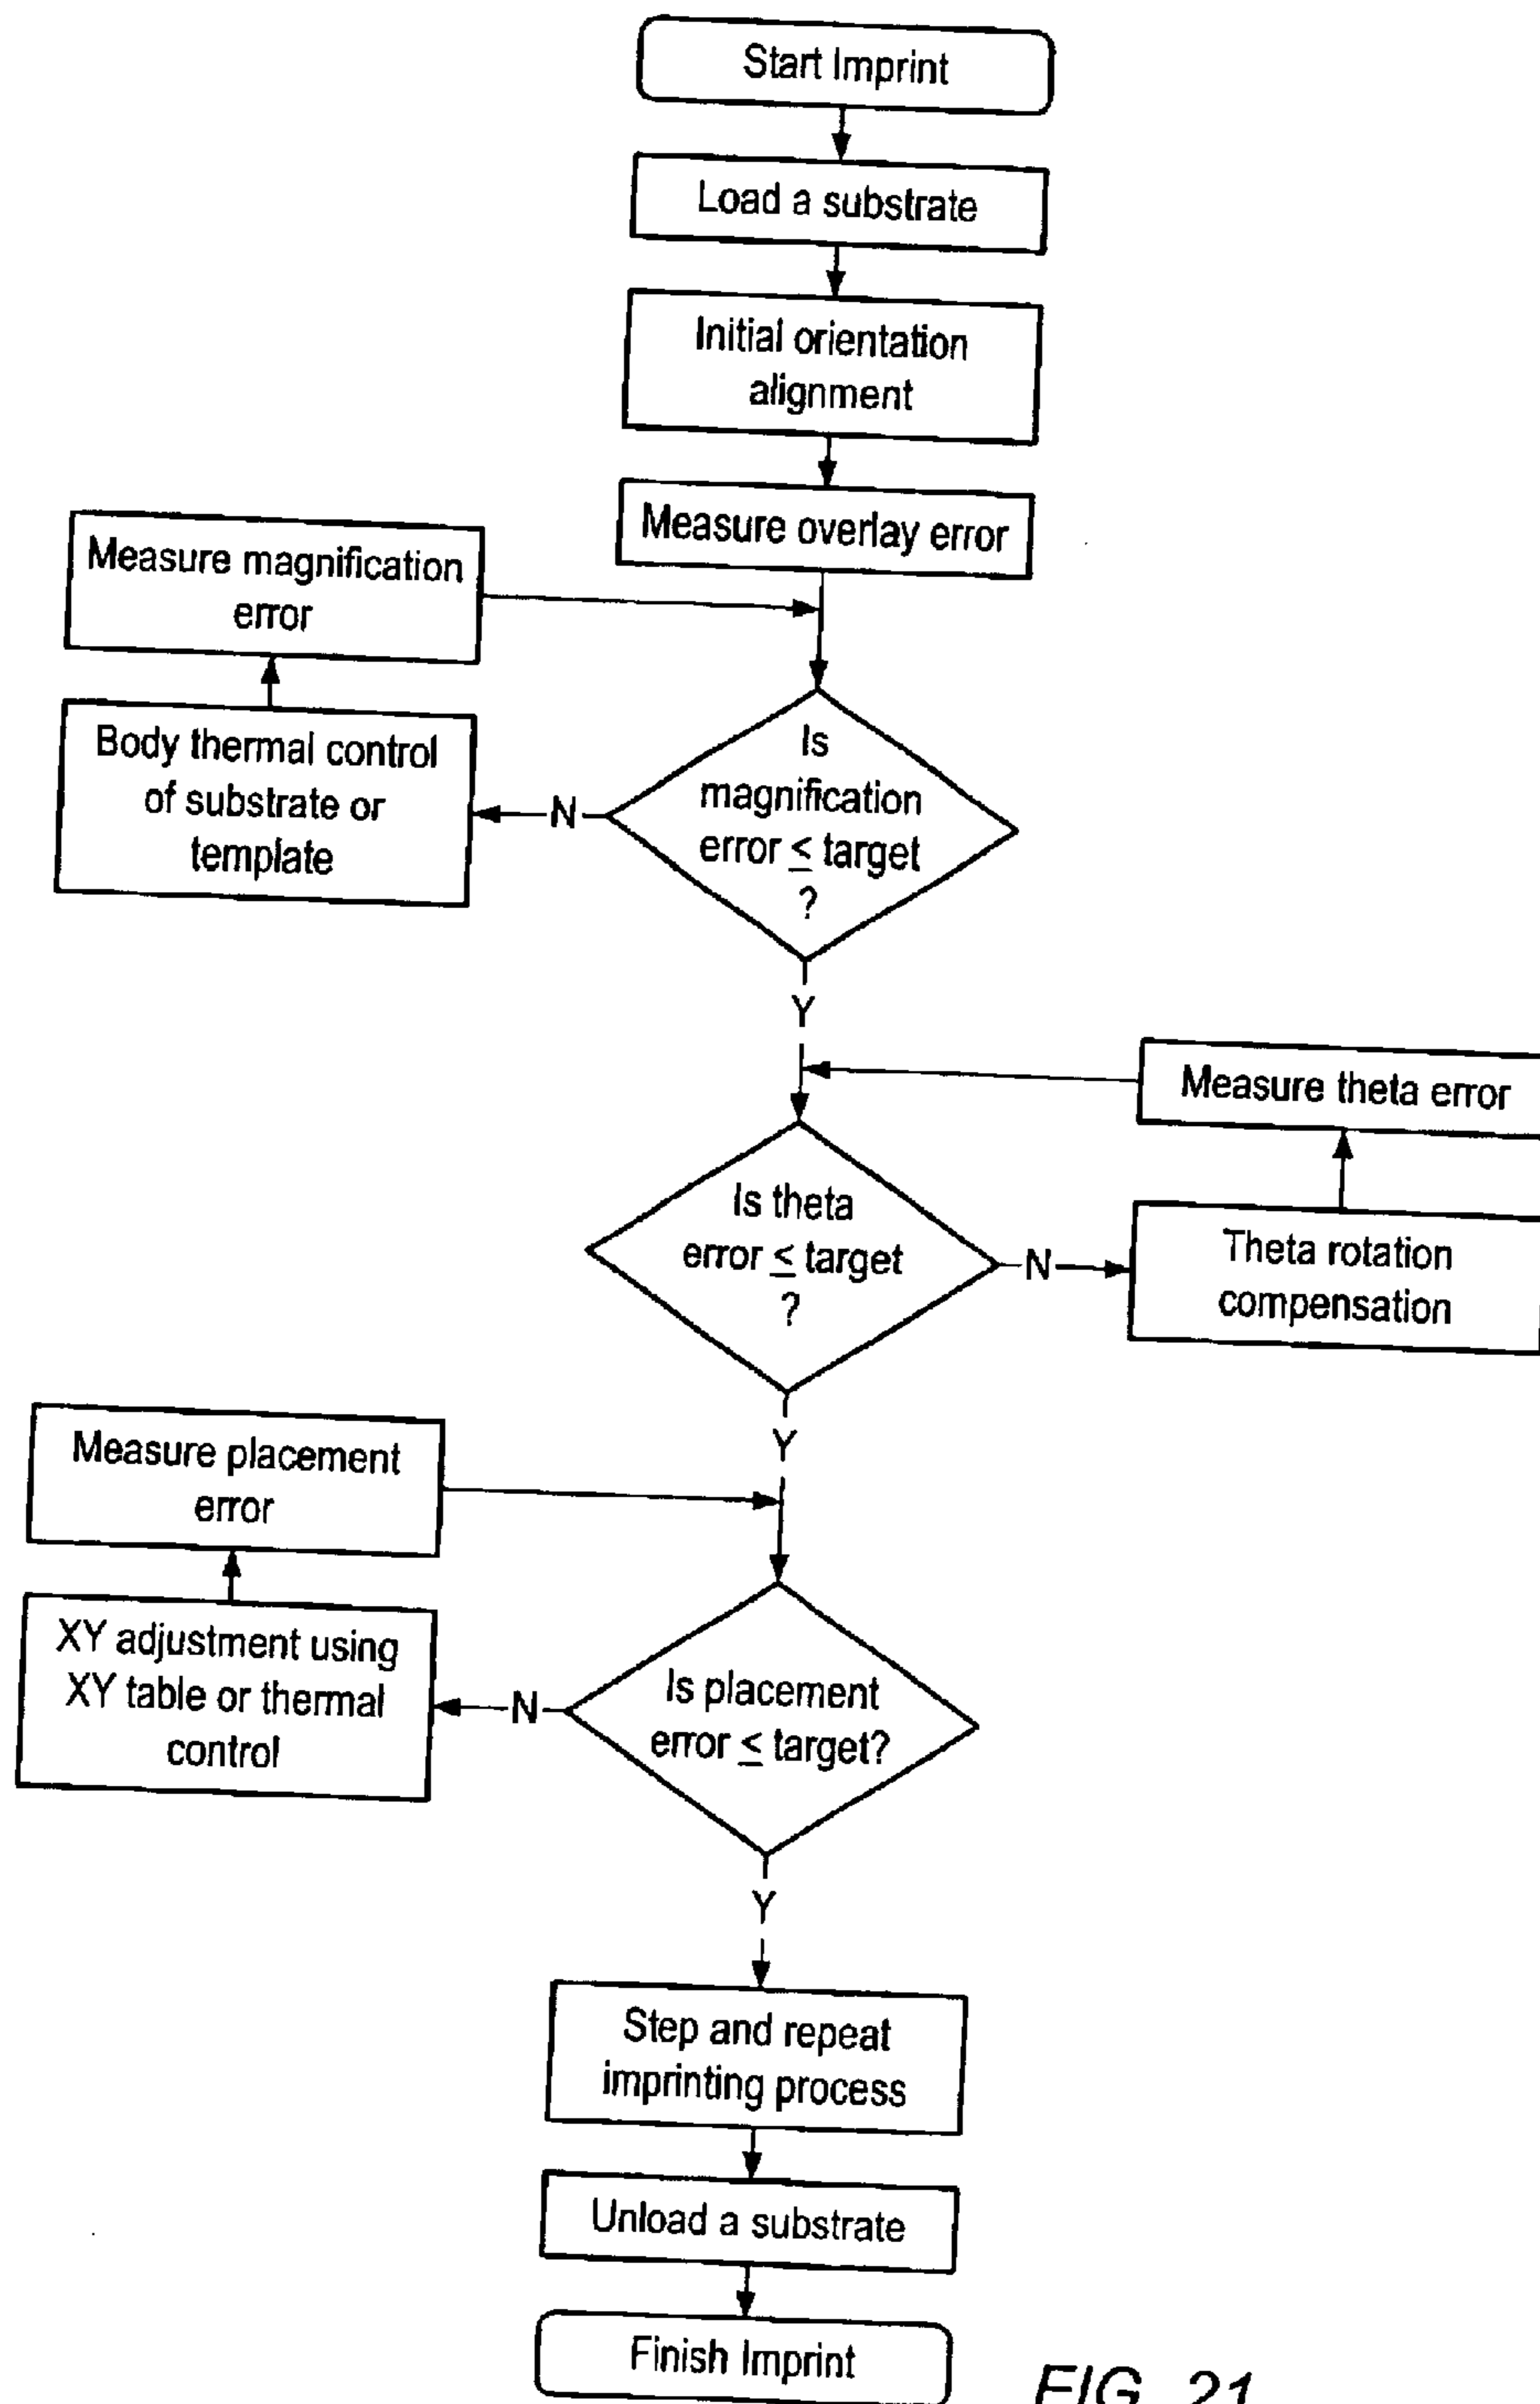 Start Imprint
Load a substrate
Initial orientation
alignment
Measure overlay error
Measure magnification
error
Body thermal control
of substrate or
template
N
Is
magnification
error ≤ target
?
Y
Measure theta error
Is theta
error ≤ target
?
N
Theta rotation
compensation
Y
Measure placement
error
XY adjustment using
XY table or thermal
control
N
Is placement
error ≤ target?
Y
Step and repeat
imprinting process
Unload a substrate
Finish Imprint
FIG. 21